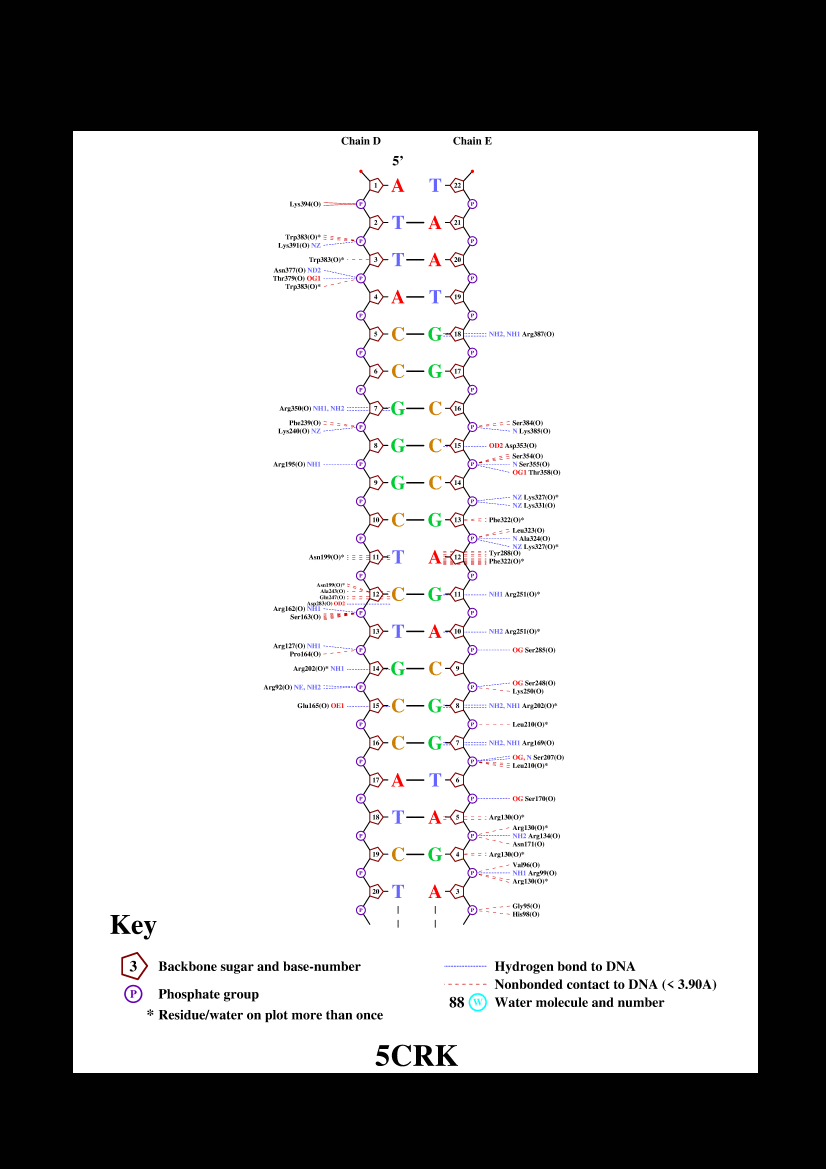 Chain D Chain E
5’
1 A T 22
P P
Lys394(O)
2 T A 21
Trp383(O)*
P P
Lys391(O) NZ
Trp383(O)* 3 T A 20
Asn377(O) ND2
Thr379(O) OG1 P P
Trp383(O)*
4 A T 19
P P
5 C G 18 NH2, NH1 Arg387(O)
P P
6 C G 17
P P
Arg350(O) NH1, NH2 7 G C 16
Phe239(O) Ser384(O)
P P
Lys240(O) NZ N Lys385(O)
8 G C 15 OD2 Asp353(O)
Ser354(O)
Arg195(O) NH1 P P N Ser355(O)
OG1 Thr358(O)
9 G C 14
NZ Lys327(O)*
P P
NZ Lys331(O)
10 C G 13 Phe322(O)*
Leu323(O)
P P N Ala324(O)
NZ Lys327(O)*
Tyr288(O)
Asn199(O)* 11 T A 12
Phe322(O)*
P P
Asn199(O)*
Ala243(O)
12 C G 11 NH1 Arg251(O)*
Gln247(O)
Asp283(O) OD2
Arg162(O) NH1
P P
Ser163(O)
13 T A 10 NH2 Arg251(O)*
Arg127(O) NH1
P P OG Ser285(O)
Pro164(O)
Arg202(O)* NH1 14 G C 9
OG Ser248(O)
Arg92(O) NE, NH2 P P
Lys250(O)
Glu165(O) OE1 15 C G 8 NH2, NH1 Arg202(O)*
P P Leu210(O)*
16 C G 7 NH2, NH1 Arg169(O)
OG, N Ser207(O)
P P
Leu210(O)*
17 A T 6
P P OG Ser170(O)
18 T A 5 Arg130(O)*
Arg130(O)*
P P NH2 Arg134(O)
Asn171(O)
19 C G 4 Arg130(O)*
Val96(O)
P P NH1 Arg99(O)
Arg130(O)*
20 T A 3
Gly95(O)
P P
His98(O)
Key
3 Backbone sugar and base-number
P Phosphate group
* Residue/water on plot more than once
Hydrogen bond to DNA
Nonbonded contact to DNA (< 3.90A)
88 W Water molecule and number
5CRK